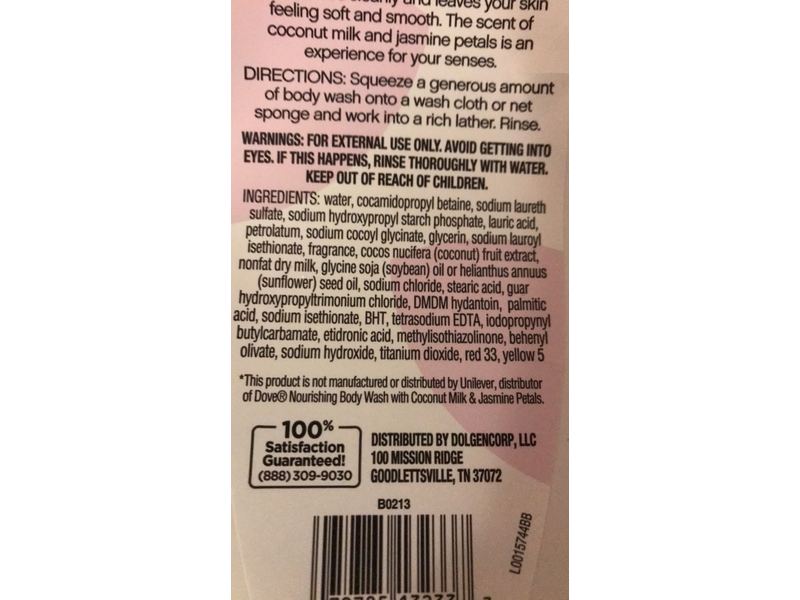 cleanly and leaves your skin
feeling soft and smooth. The scent of
coconut milk and jasmine petals is an
experience for your senses.
DIRECTIONS: Squeeze a generous amount
of body wash onto a wash cloth or net
sponge and work into a rich lather. Rinse.
WARNINGS: FOR EXTERNAL USE ONLY. AVOID GETTING INTO
EYES. IF THIS HAPPENS, RINSE THOROUGHLY WITH WATER.
KEEP OUT OF REACH OF CHILDREN.
INGREDIENTS: water, cocamidopropyl betaine, sodium laureth
sulfate, sodium hydroxypropyl starch phosphate, lauric acid,
petrolatum, sodium cocoyl glycinate, glycerin, sodium lauroyl
isethionate, fragrance, cocos nucifera (coconut) fruit extract,
nonfat dry milk, glycine soja (soybean) oil or helianthus annuus
(sunflower) seed oil, sodium chloride, stearic acid, guar
hydroxypropyltrimonium chloride, DMDM hydantoin, palmitic
acid, sodium isethionate, BHT, tetrasodium EDTA, iodopropynyl
butylcarbamate, etidronic acid, methylisothiazolinone, behenyl
olivate, sodium hydroxide, titanium dioxide, red 33, yellow 5
*This product is not manufactured or distributed by Unilever, distributor
of Dove® Nourishing Body Wash with Coconut Milk & Jasmine Petals.
100%
Satisfaction
Guaranteed!
(888) 309-9030
DISTRIBUTED BY DOLGENCORP, LLC
100 MISSION RIDGE
GOODLETTSVILLE, TN 37072
B0213
L0015744BB